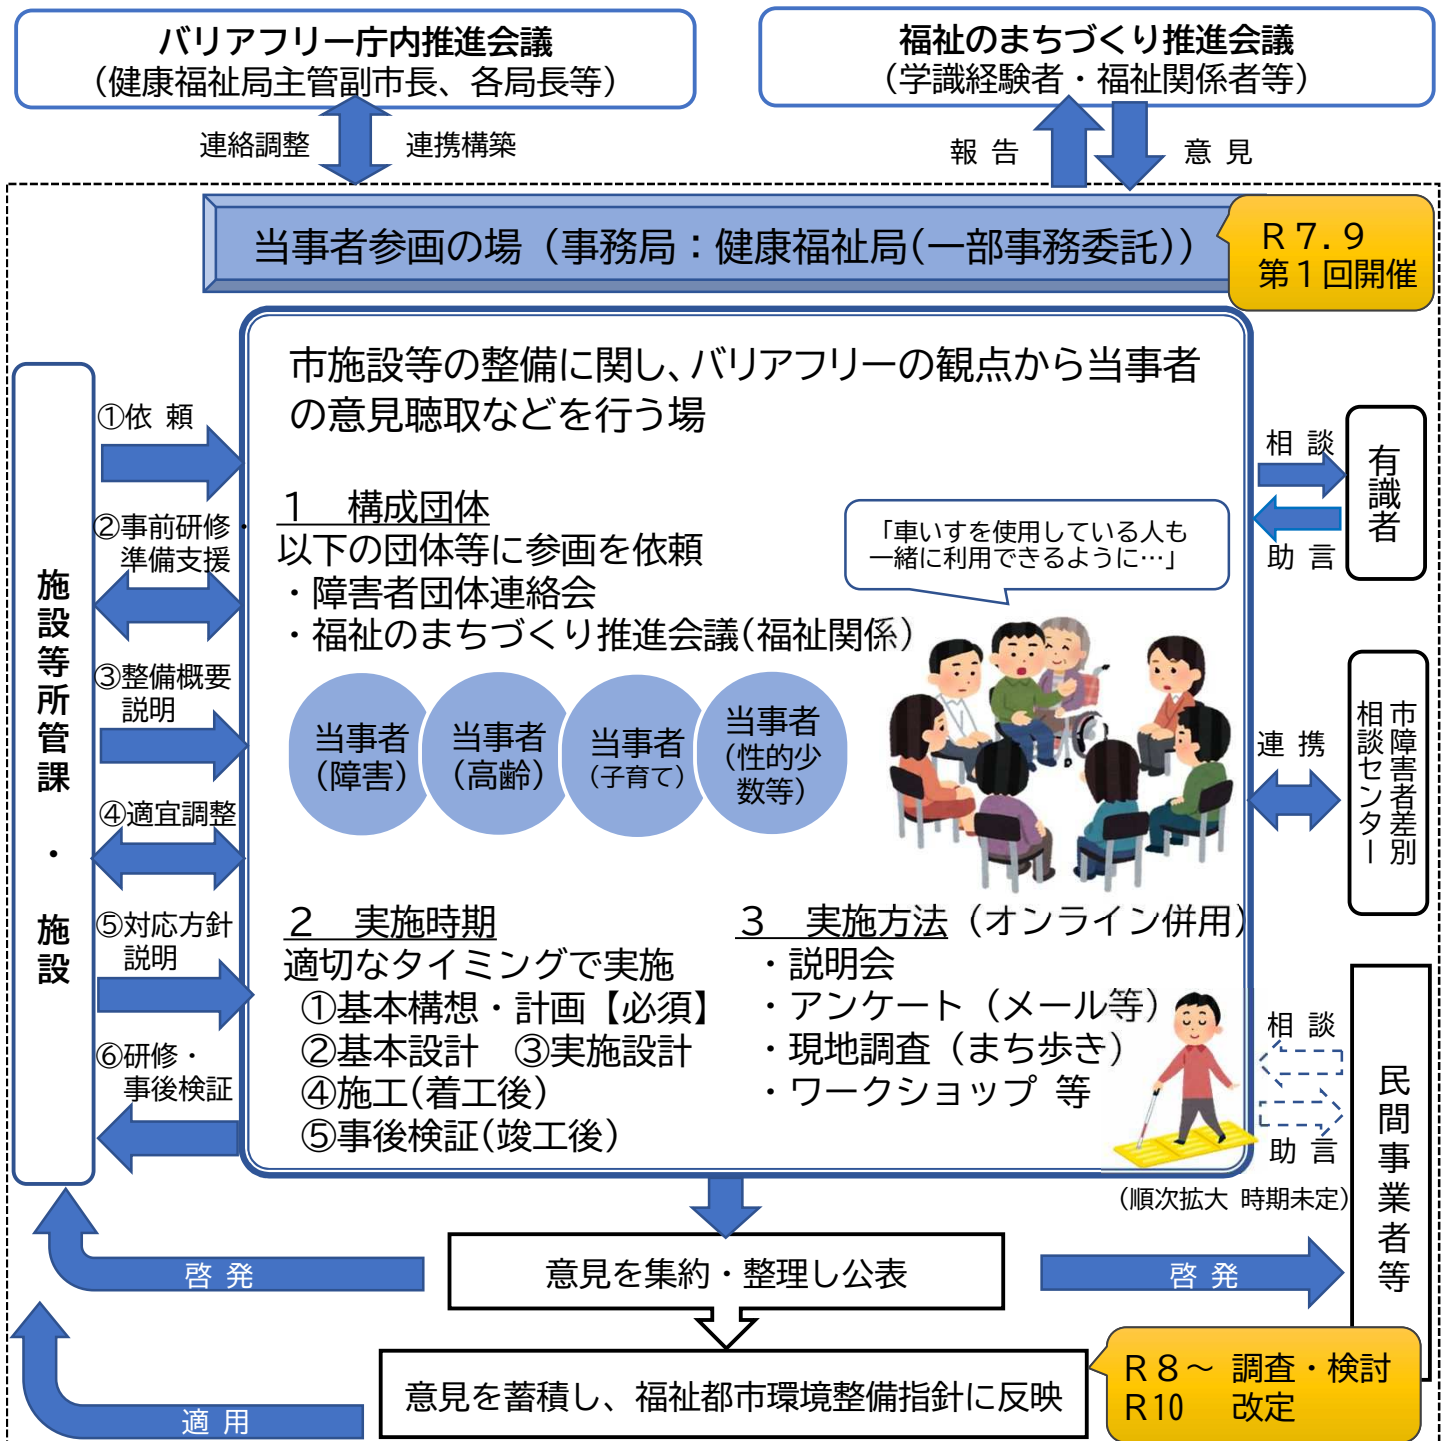 バリアフリー庁内推進会議
（健康福祉局主管副市長、各局長等）
福祉のまちづくり推進会議
（学識経験者・福祉関係者等）
連絡調整
連携構築
報 告
意 見
当事者参画の場（事務局：健康福祉局(一部事務委託)）
Ｒ７.９
第１回開催
市施設等の整備に関し、バリアフリーの観点から当事者
の意見聴取などを行う場
１　構成団体
以下の団体等に参画を依頼
・障害者団体連絡会
・福祉のまちづくり推進会議(福祉関係)
「車いすを使用している人も
一緒に利用できるように…」
当事者
（障害）
当事者
（高齢）
当事者
（子育て）
当事者
(性的少
数等)
２　実施時期
適切なタイミングで実施
①基本構想・計画【必須】
②基本設計　③実施設計
④施工(着工後)
⑤事後検証(竣工後)
３　実施方法（オンライン併用）
・説明会
・アンケート（メール等）
・現地調査（まち歩き）
・ワークショップ 等
施設等所管課・施設
①依 頼
②事前研修・
準備支援
③整備概要
説明
④適宜調整
⑤対応方針
説明
⑥研修・
事後検証
相 談
助 言
有識者
連 携
市障害者差別
相談センター
相 談
助 言
（順次拡大 時期未定）
民間事業者等
啓 発
意見を集約・整理し公表
啓 発
適 用
意見を蓄積し、福祉都市環境整備指針に反映
Ｒ８～ 調査・検討
Ｒ10　改定